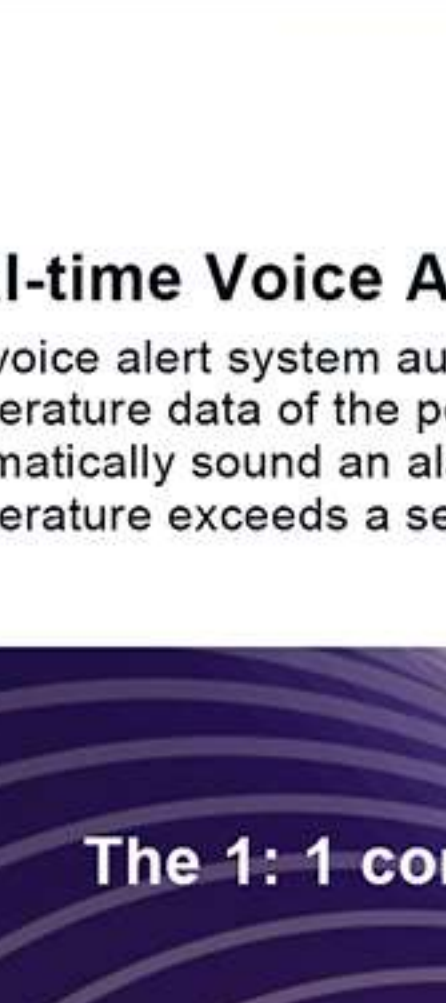 l-time Voice A
voice alert system au
erature data of the p
matically sound an al
erature exceeds a se
The 1: 1 co